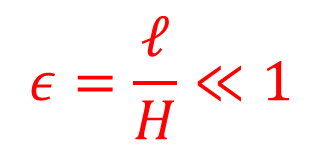 ϵ = ℓ/H ≪ 1